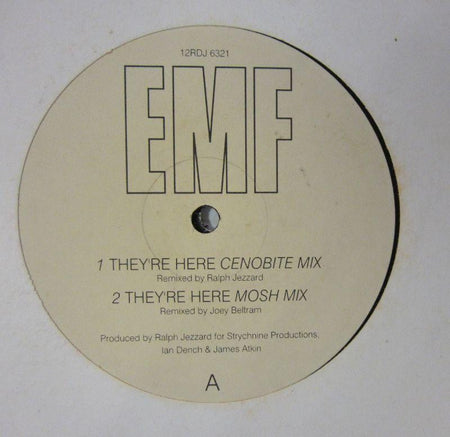 12RDJ 6321
EMF
1 THEY'RE HERE CENOBITE MIX
Remixed by Ralph Jezzard
2 THEY'RE HERE MOSH MIX
Remixed by Joey Beltram
Produced by Ralph Jezzard for Strychnine Productions,
Ian Dench & James Atkin
A